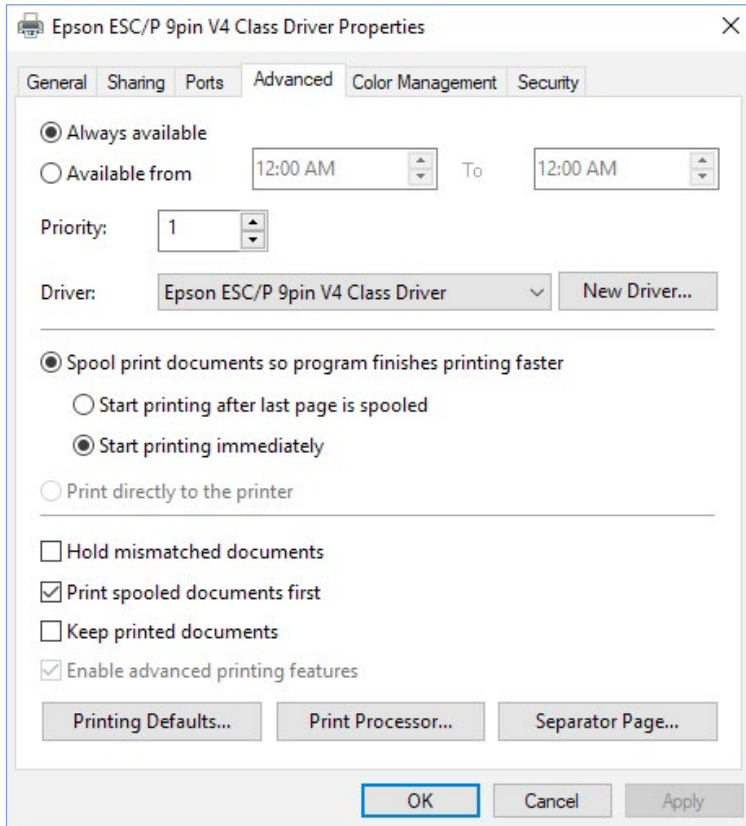 Epson ESC/P 9pin V4 Class Driver Properties
General Sharing Ports Advanced Color Management Security
Always available
Available from 12:00 AM To 12:00 AM
Priority: 1
Driver: Epson ESC/P 9pin V4 Class Driver New Driver...
Spool print documents so program finishes printing faster
Start printing after last page is spooled
Start printing immediately
Print directly to the printer
Hold mismatched documents
Print spooled documents first
Keep printed documents
Enable advanced printing features
Printing Defaults... Print Processor... Separator Page...
OK Cancel Apply